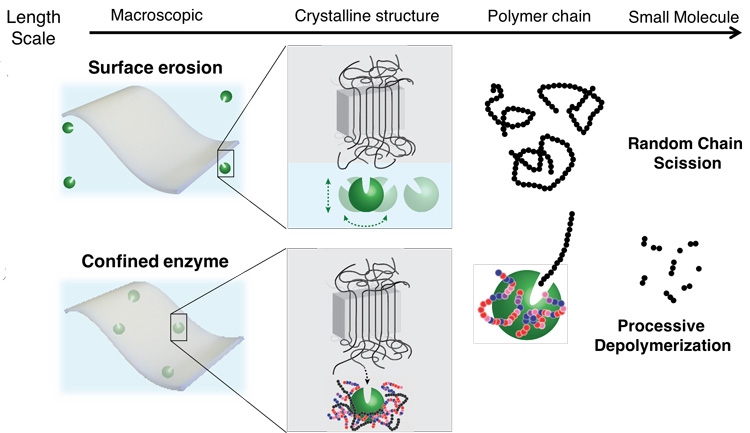 Length
Scale
Macroscopic
Crystalline structure
Polymer chain
Small Molecule
Surface erosion
Random Chain
Scission
Confined enzyme
Processive
Depolymerization